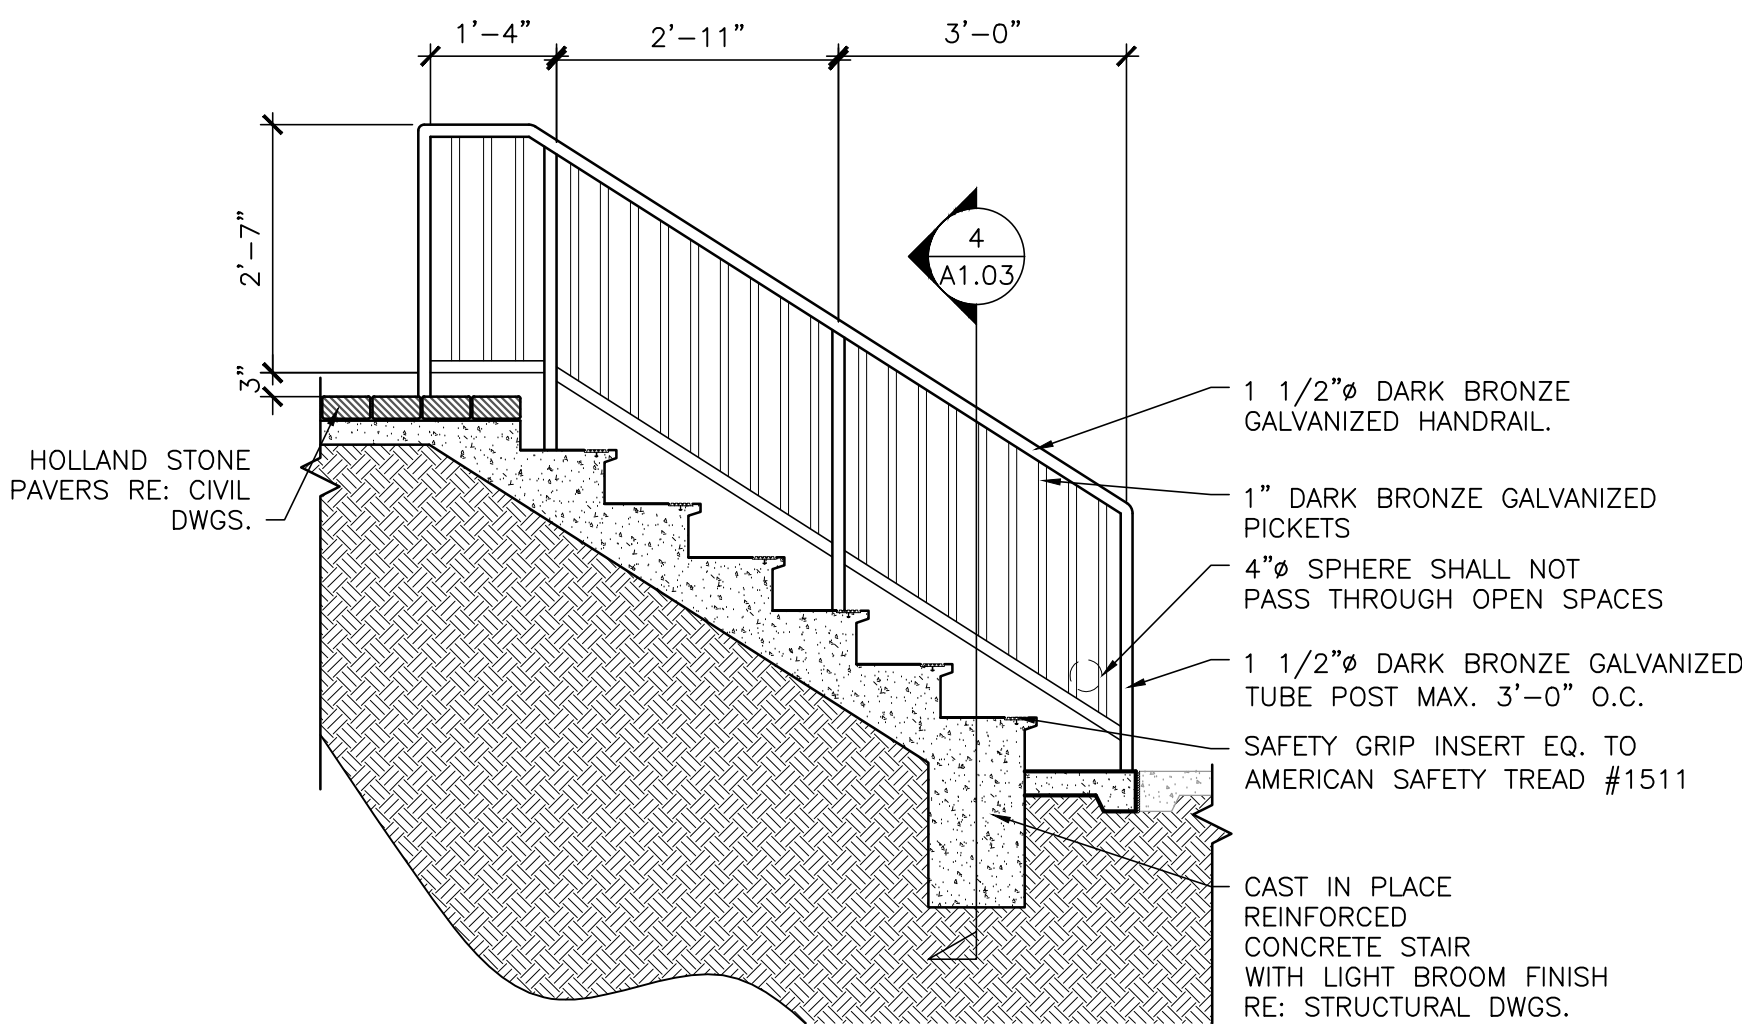 1'-4"
2'-11"
3'-0"
2'-7"
3"
4
A1.03
HOLLAND STONE
PAVERS RE: CIVIL
DWGS.
1 1/2"ø DARK BRONZE
GALVANIZED HANDRAIL.
1" DARK BRONZE GALVANIZED
PICKETS
4"ø SPHERE SHALL NOT
PASS THROUGH OPEN SPACES
1 1/2"ø DARK BRONZE GALVANIZED
TUBE POST MAX. 3'-0" O.C.
SAFETY GRIP INSERT EQ. TO
AMERICAN SAFETY TREAD #1511
CAST IN PLACE
REINFORCED
CONCRETE STAIR
WITH LIGHT BROOM FINISH
RE: STRUCTURAL DWGS.